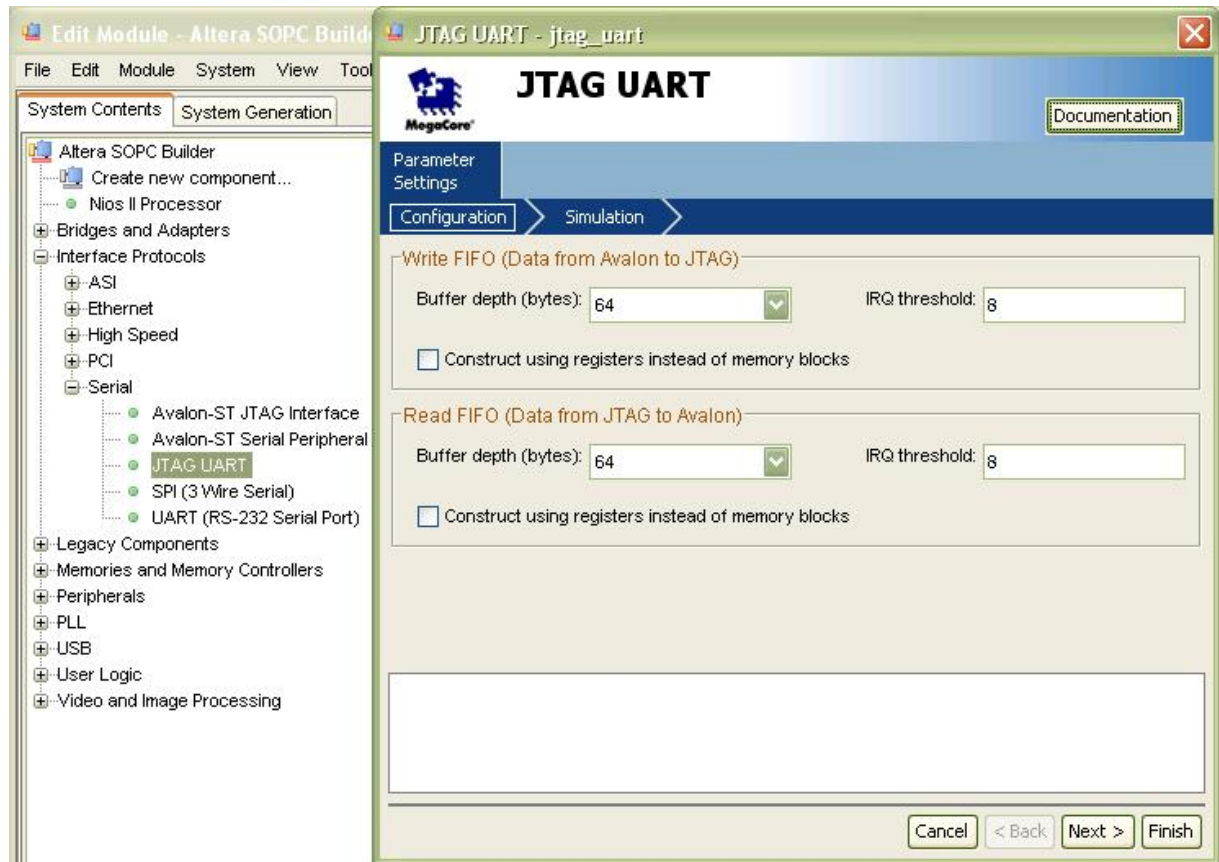 Edit Module - Altera SOPC Build
File Edit Module System View Tool
System Contents System Generation
Altera SOPC Builder
Create new component...
Nios II Processor
Bridges and Adapters
Interface Protocols
ASI
Ethernet
High Speed
PCI
Serial
Avalon-ST JTAG Interface
Avalon-ST Serial Peripheral
JTAG UART
SPI (3 Wire Serial)
UART (RS-232 Serial Port)
Legacy Components
Memories and Memory Controllers
Peripherals
PLL
USB
User Logic
Video and Image Processing
JTAG UART - jtag_uart
MegaCore®
JTAG UART
Documentation
Parameter
Settings
Configuration Simulation
Write FIFO (Data from Avalon to JTAG)
Buffer depth (bytes): 64 IRQ threshold: 8
Construct using registers instead of memory blocks
Read FIFO (Data from JTAG to Avalon)
Buffer depth (bytes): 64 IRQ threshold: 8
Construct using registers instead of memory blocks
Cancel < Back Next > Finish